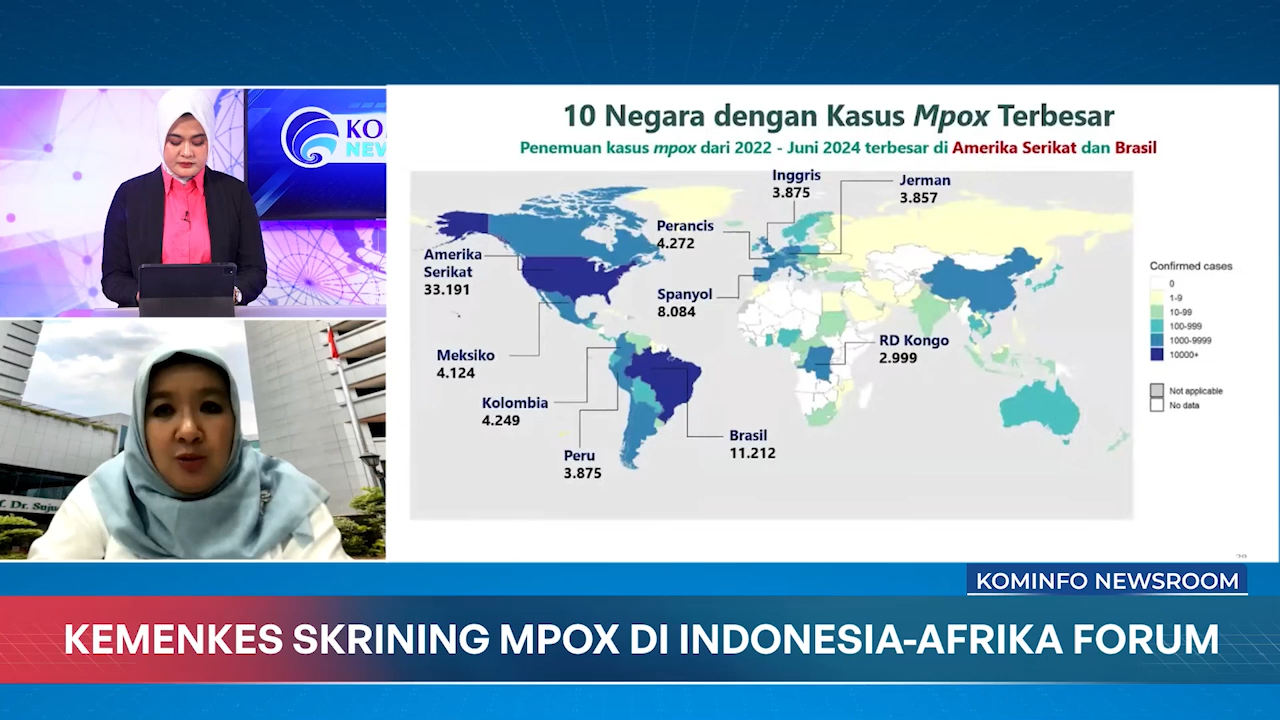 10 Negara dengan Kasus Mpox Terbesar
Penemuan kasus mpox dari 2022 - Juni 2024 terbesar di Amerika Serikat dan Brasil
Inggris
3.875
Jerman
3.857
Perancis
4.272
Amerika
Serikat
33.191
Spanyol
8.084
RD Kongo
2.999
Meksiko
4.124
Kolombia
4.249
Brasil
11.212
Peru
3.875
Confirmed cases
0
1-9
10-99
100-999
1000-9999
10000+
Not applicable
No data
KOMINFO NEWSROOM
KEMENKES SKRINING MPOX DI INDONESIA-AFRIKA FORUM